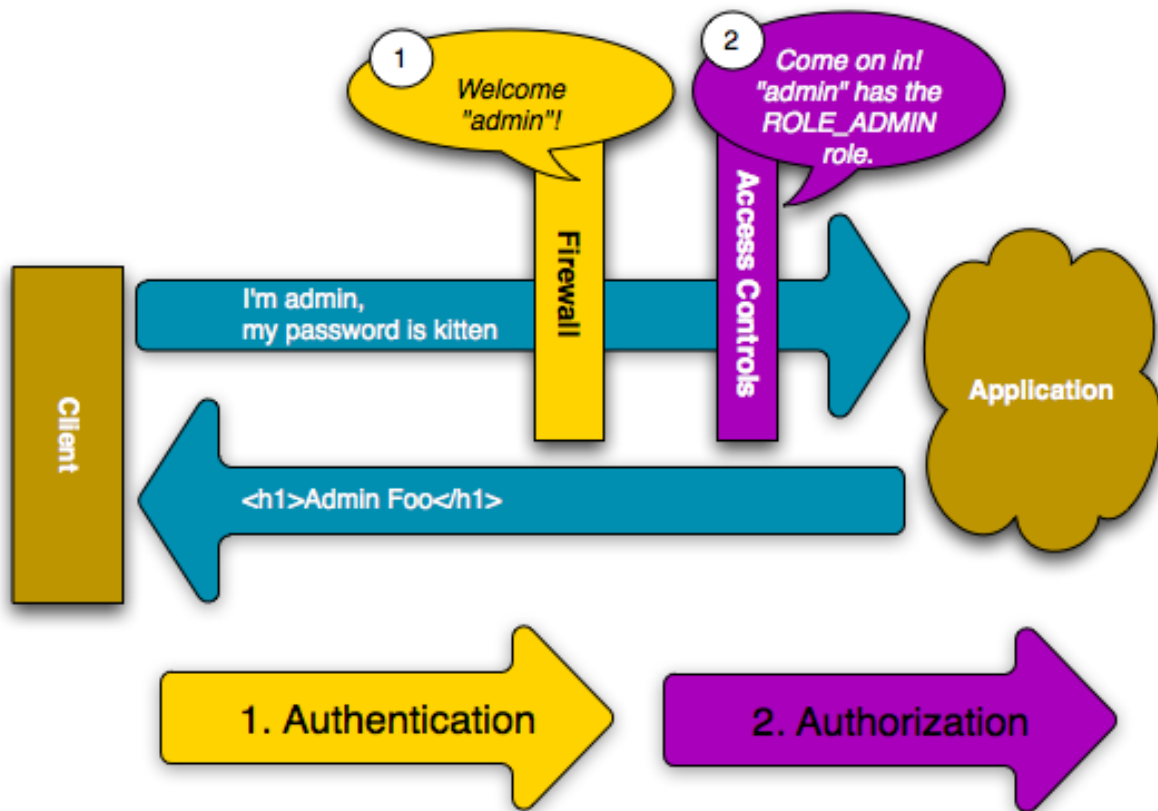 1
Welcome
"admin"!
2
Come on in!
"admin" has the
ROLE_ADMIN
role.
Firewall
Access Controls
I'm admin,
my password is kitten
Client
Application
<h1>Admin Foo</h1>
1. Authentication
2. Authorization